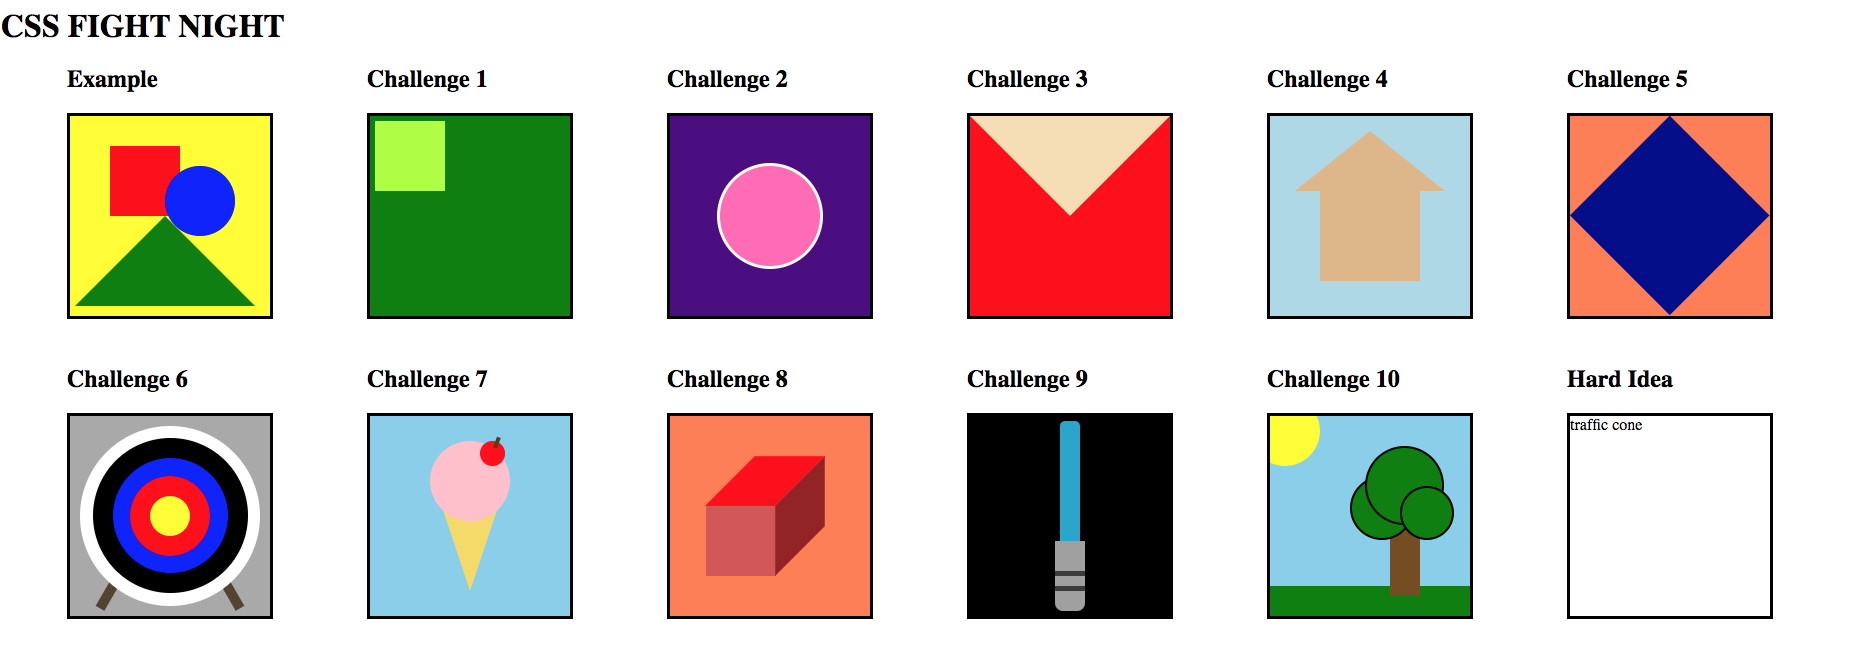 CSS FIGHT NIGHT
Example
Challenge 1
Challenge 2
Challenge 3
Challenge 4
Challenge 5
Challenge 6
Challenge 7
Challenge 8
Challenge 9
Challenge 10
Hard Idea
traffic cone